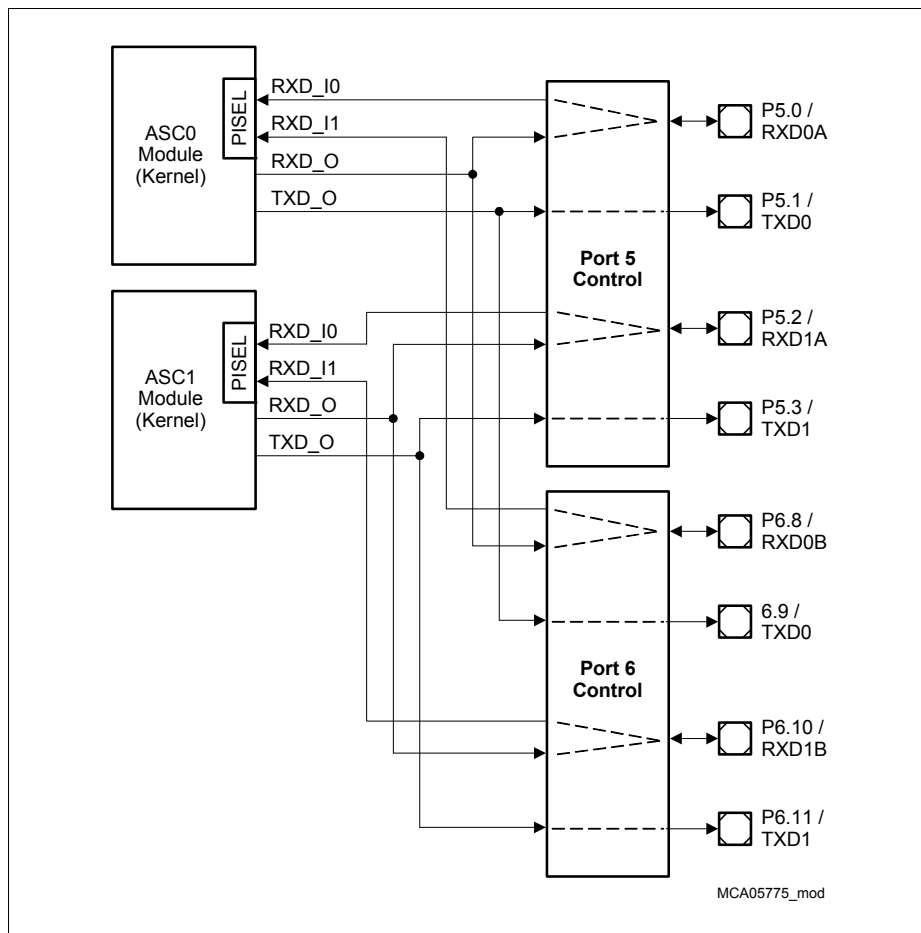 ASC0
Module
(Kernel)
PISEL
RXD_I0
RXD_I1
RXD_O
TXD_O
ASC1
Module
(Kernel)
PISEL
RXD_I0
RXD_I1
RXD_O
TXD_O
Port 5
Control
P5.0 /
RXD0A
P5.1 /
TXD0
P5.2 /
RXD1A
P5.3 /
TXD1
Port 6
Control
P6.8 /
RXD0B
6.9 /
TXD0
P6.10 /
RXD1B
P6.11 /
TXD1
MCA05775_mod